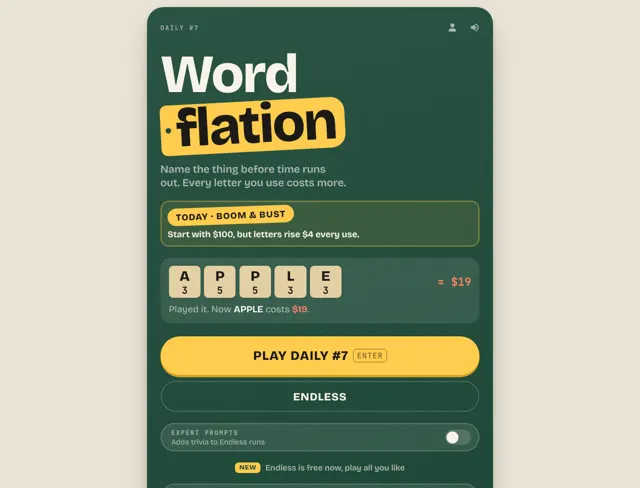 DAILY #7
Word
·flation
Name the thing before time runs
out. Every letter you use costs more.
TODAY · BOOM & BUST
Start with $100, but letters rise $4 every use.
A P P L E
3 5 5 3 3
= $19
Played it. Now APPLE costs $19.
PLAY DAILY #7 ENTER
ENDLESS
EXPERT PROMPTS
Adds trivia to Endless runs
NEW Endless is free now, play all you like